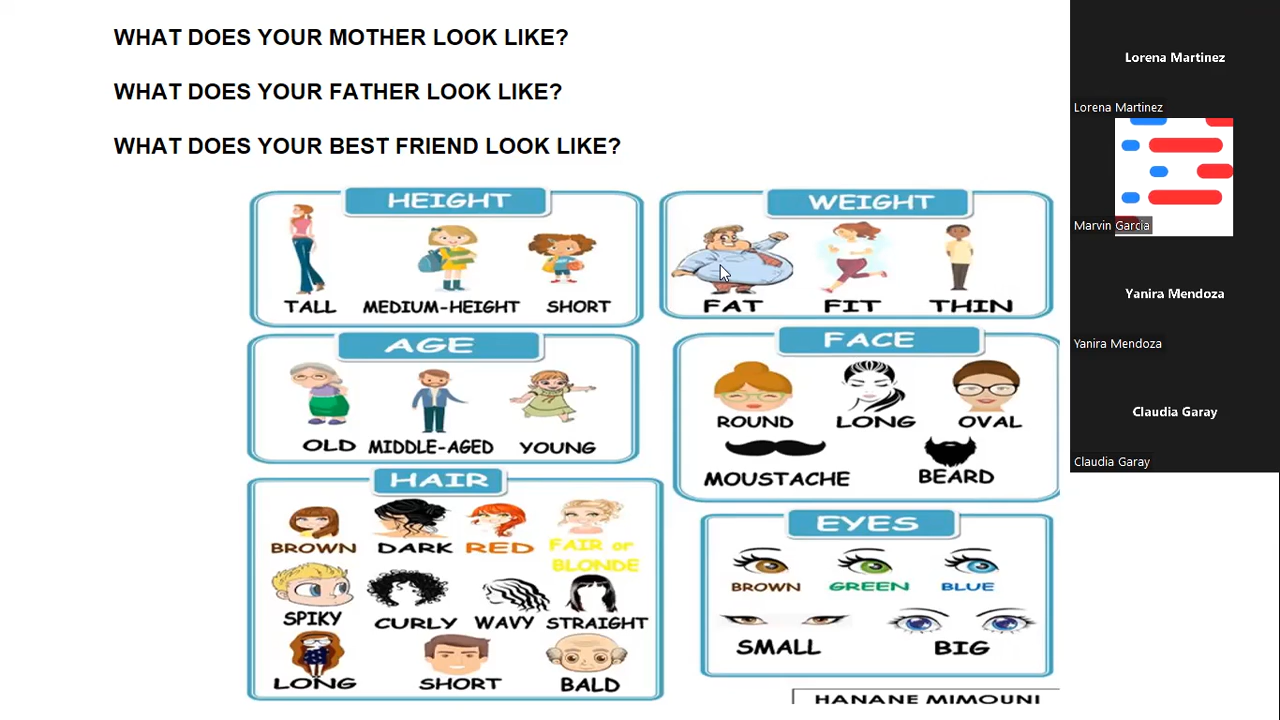 WHAT DOES YOUR MOTHER LOOK LIKE?
WHAT DOES YOUR FATHER LOOK LIKE?
WHAT DOES YOUR BEST FRIEND LOOK LIKE?
HEIGHT
TALL MEDIUM-HEIGHT SHORT
WEIGHT
FAT FIT THIN
AGE
OLD MIDDLE-AGED YOUNG
FACE
ROUND LONG OVAL
MOUSTACHE BEARD
HAIR
BROWN DARK RED FAIR or
BLONDE
SPIKY CURLY WAVY STRAIGHT
LONG SHORT BALD
EYES
BROWN GREEN BLUE
SMALL BIG
HANANE MIMOUNI
Lorena Martinez
Lorena Martinez
Marvin Garcia
Yanira Mendoza
Yanira Mendoza
Claudia Garay
Claudia Garay